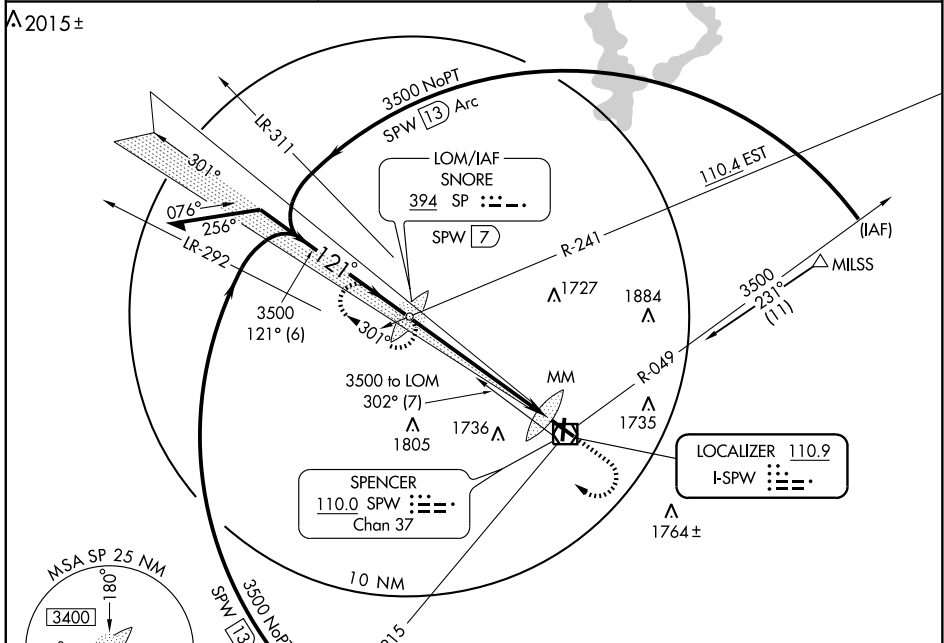 2015±
3500 NoPT
SPW 13 Arc
LR-311
301°
LOM/IAF
SNORE
394 SP
SPW 7
110.4 EST
R-241
(IAF)
076°
256°
LR-292
121°
MILSS
3500
231°
(11)
1727
1884
3500
121° (6)
301°
R-049
3500 to LOM
302° (7)
MM
1805
1736
1735
LOCALIZER 110.9
I-SPW
SPENCER
110.0 SPW
Chan 37
1764±
10 NM
MSA SP 25 NM
180°
3400
3500 NoPT
SPW 13